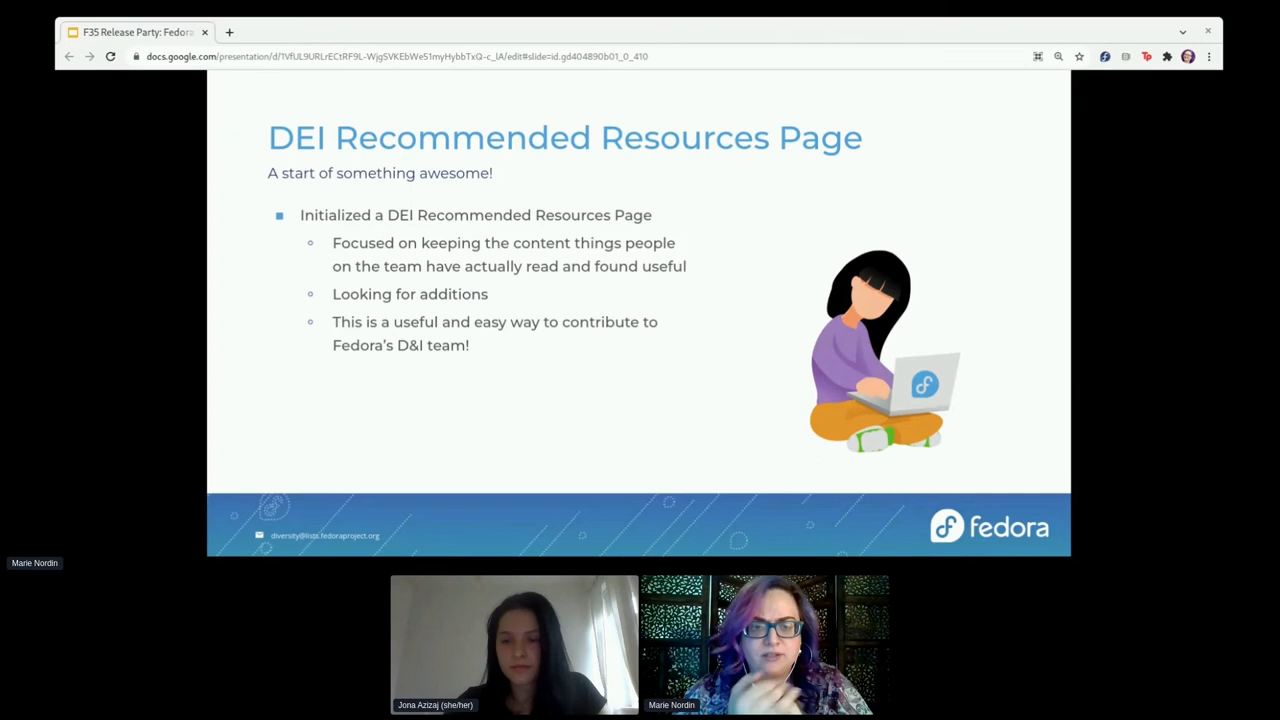 F35 Release Party: Fedora
docs.google.com/presentation/d/1VfUL9URLrECtRF9L-WjgSVKEbWe51myHybbTxQ-c_lA/edit#slide=id.gd404890b01_0_410
DEI Recommended Resources Page
A start of something awesome!
Initialized a DEI Recommended Resources Page
Focused on keeping the content things people
on the team have actually read and found useful
Looking for additions
This is a useful and easy way to contribute to
Fedora’s D&I team!
diversity@lists.fedoraproject.org
fedora
Marie Nordin
Jona Azizaj (she/her)
Marie Nordin